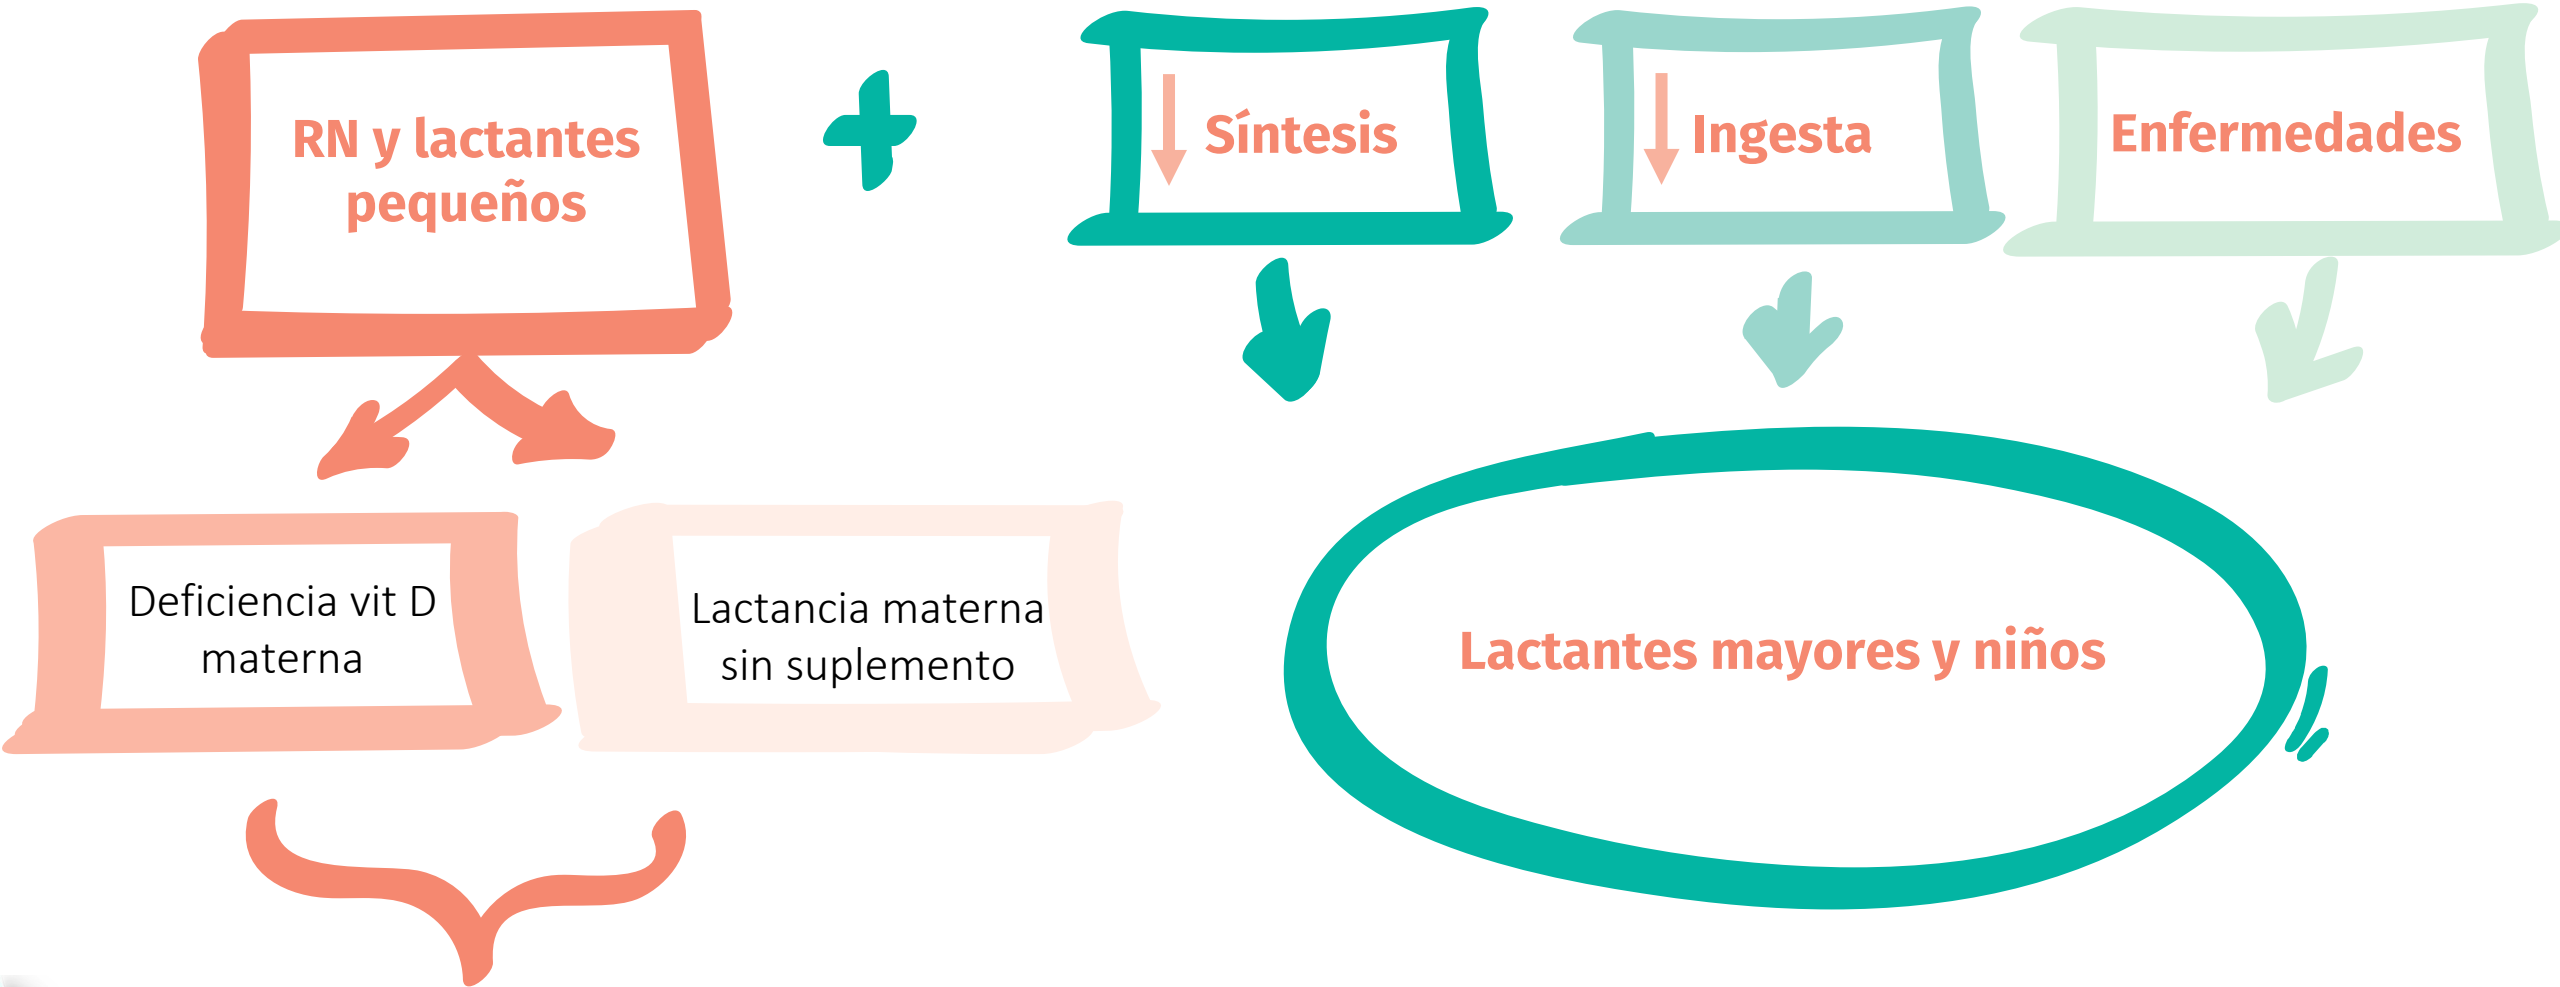 RN y lactantes
pequeños
Síntesis
Ingesta
Enfermedades
Deficiencia vit D
materna
Lactancia materna
sin suplemento
Lactantes mayores y niños